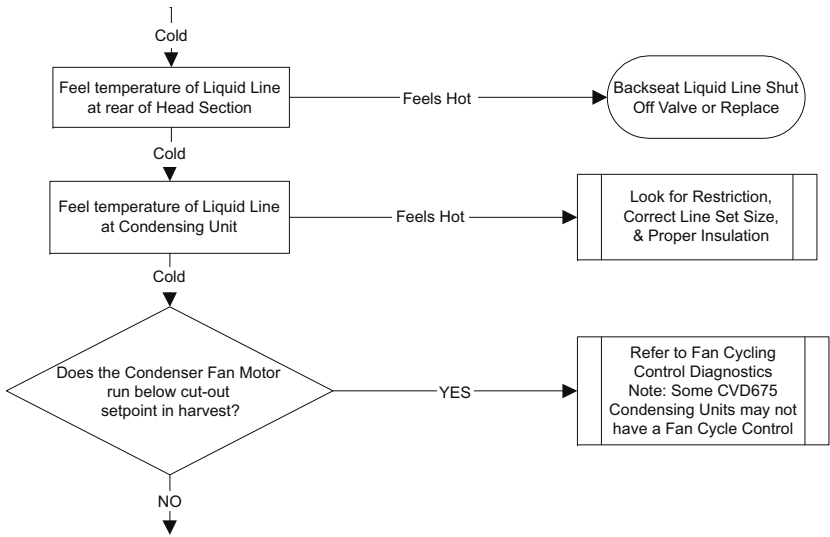 Cold
Feel temperature of Liquid Line
at rear of Head Section
Feels Hot
Backseat Liquid Line Shut
Off Valve or Replace
Cold
Feel temperature of Liquid Line
at Condensing Unit
Feels Hot
Look for Restriction,
Correct Line Set Size,
& Proper Insulation
Cold
Does the Condenser Fan Motor
run below cut-out
setpoint in harvest?
YES
Refer to Fan Cycling
Control Diagnostics
Note: Some CVD675
Condensing Units may not
have a Fan Cycle Control
NO